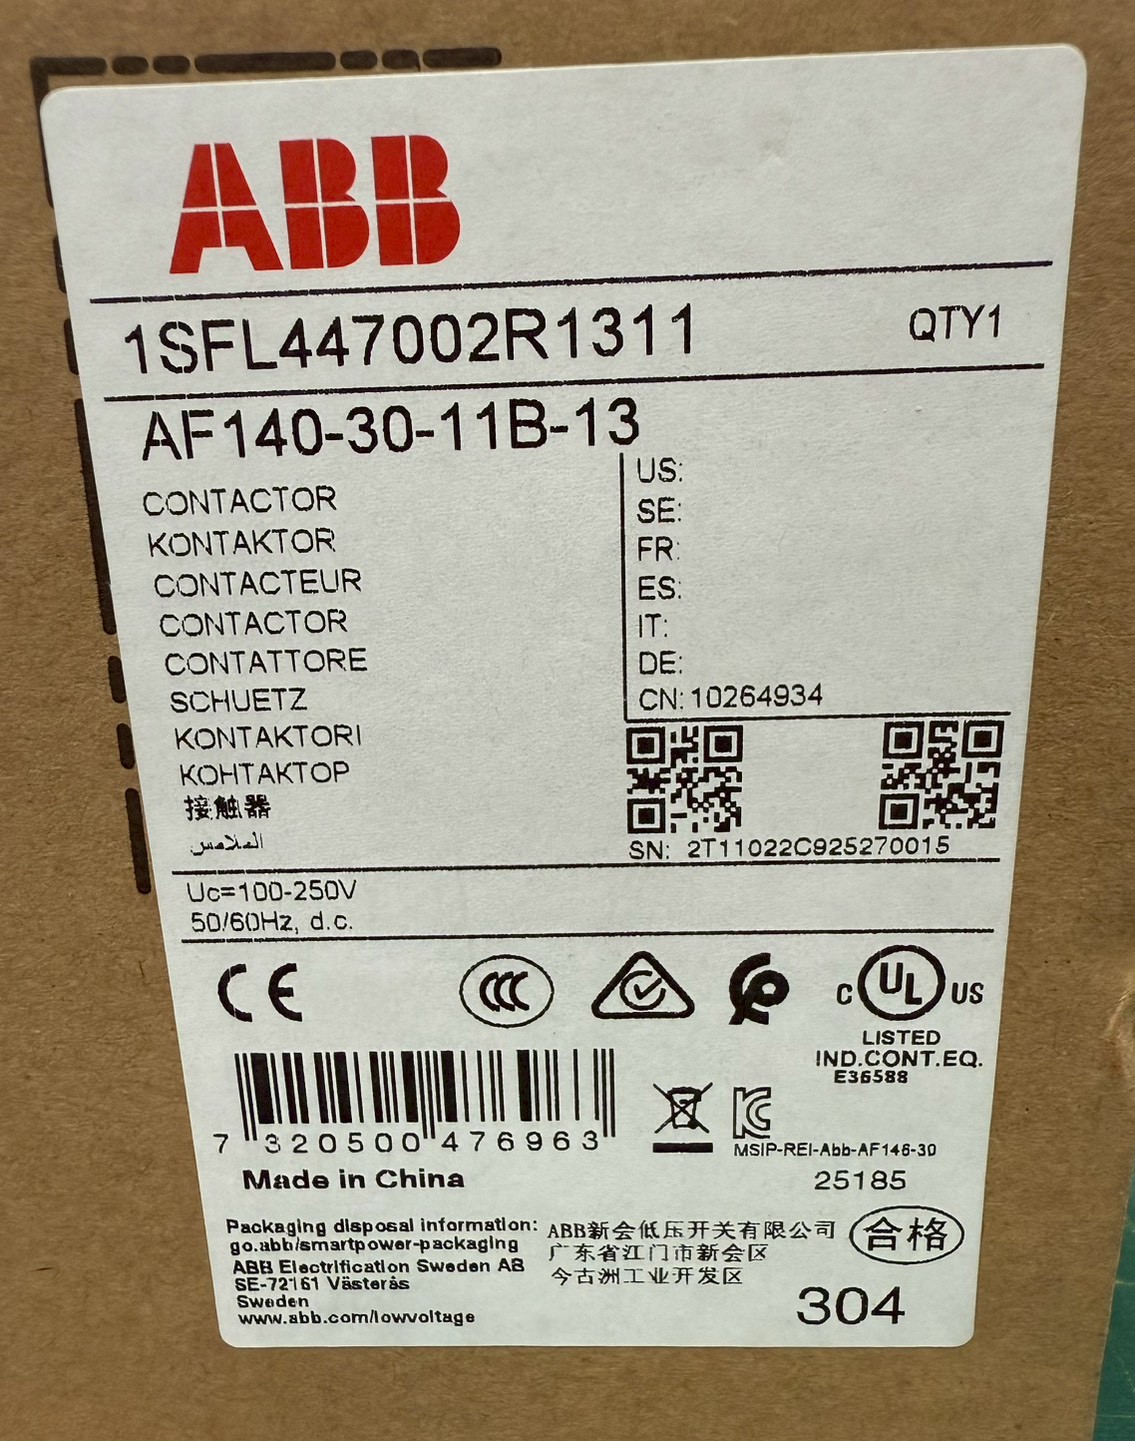 ABB
1SFL447002R1311 QTY1
AF140-30-11B-13
CONTACTOR
KONTAKTOR
CONTACTEUR
CONTACTOR
CONTATTORE
SCHUETZ
KONTAKTORI
КОНТАКТОР
接触器
الملامس
US:
SE:
FR:
ES:
IT:
DE:
CN: 10264934
SN: 2T11022C925270015
Uc=100-250V
50/60Hz, d.c.
CE
CCC
C UL US
LISTED
IND.CONT.EQ.
E36588
7 320500 476963
MSIP-REI-Abb-AF146-30
Made in China
25185
Packaging disposal information:
go.abb/smartpower-packaging
ABB Electrification Sweden AB
SE-72161 Västerås
Sweden
www.abb.com/lowvoltage
ABB新会低压开关有限公司
广东省江门市新会区
今古洲工业开发区
合格
304